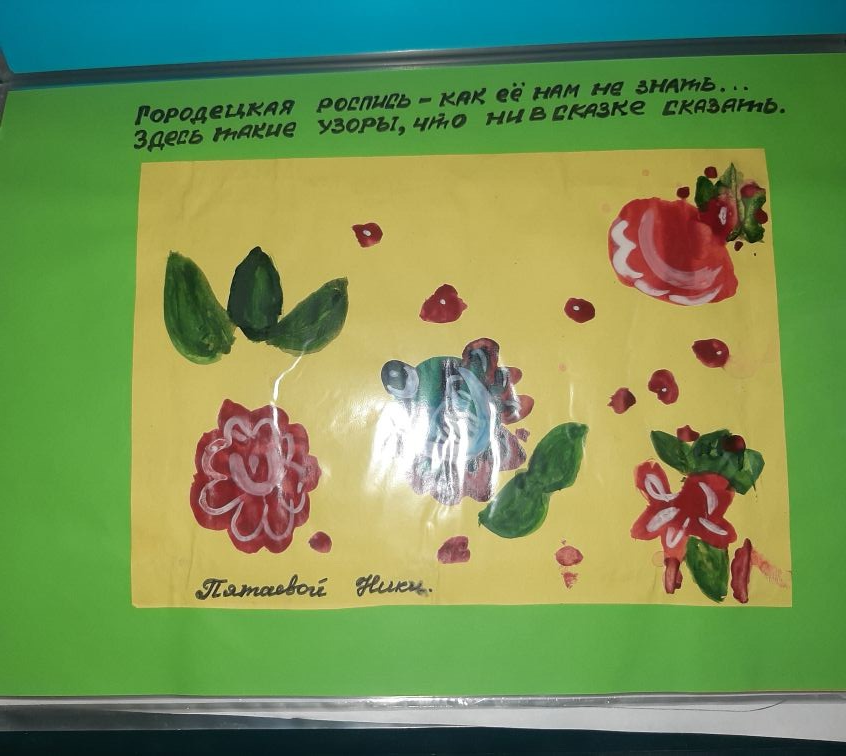 Городецкая роспись – как её нам не знать...
Здесь такие узоры, что ни в сказке сказать.
Пятаевой Ники.